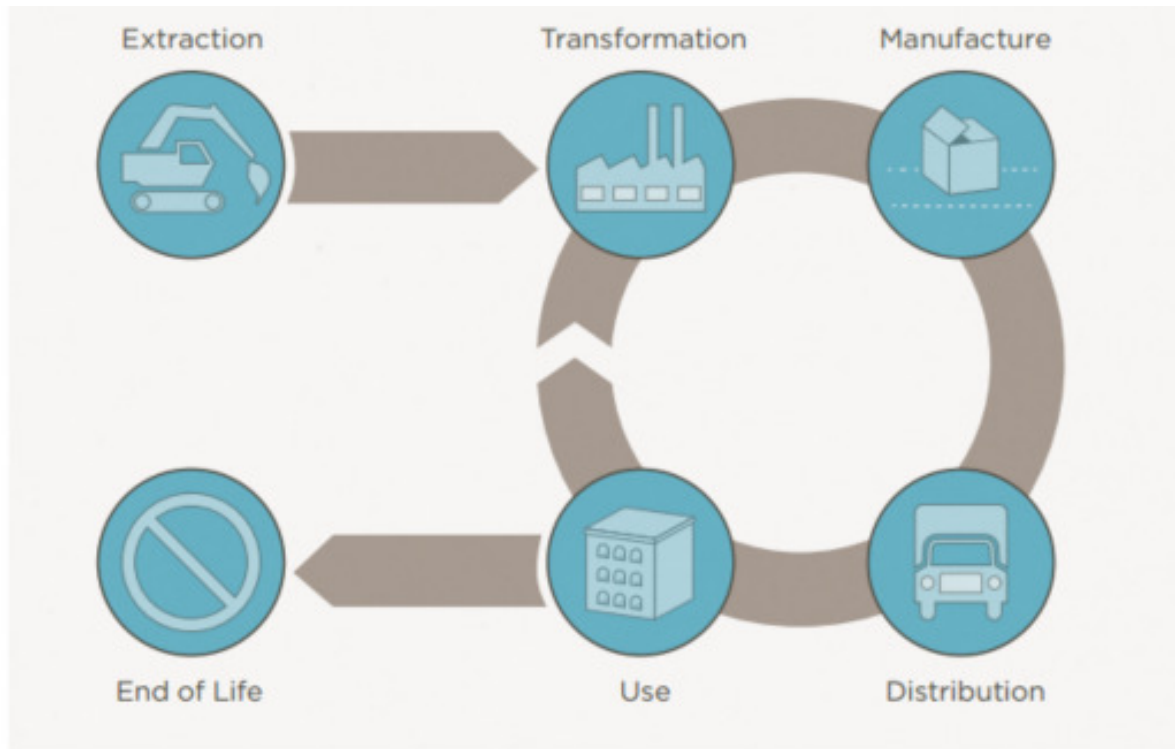 Extraction
Transformation
Manufacture
End of Life
Use
Distribution